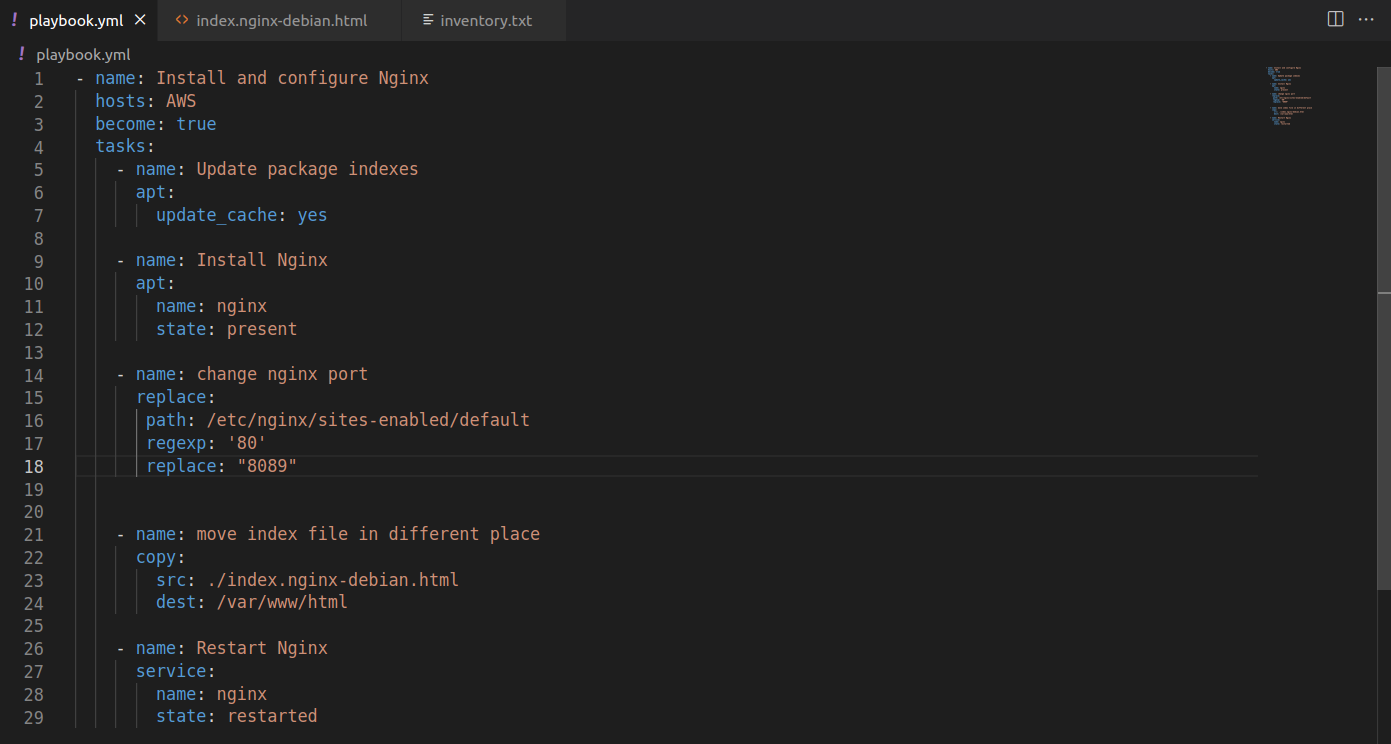 playbook.yml
index.nginx-debian.html
inventory.txt
playbook.yml
1 - name: Install and configure Nginx
2   hosts: AWS
3   become: true
4   tasks:
5     - name: Update package indexes
6       apt:
7         update_cache: yes
8
9     - name: Install Nginx
10       apt:
11         name: nginx
12         state: present
13
14     - name: change nginx port
15       replace:
16        path: /etc/nginx/sites-enabled/default
17        regexp: '80'
18        replace: "8089"
19
20
21     - name: move index file in different place
22       copy:
23         src: ./index.nginx-debian.html
24         dest: /var/www/html
25
26     - name: Restart Nginx
27       service:
28         name: nginx
29         state: restarted